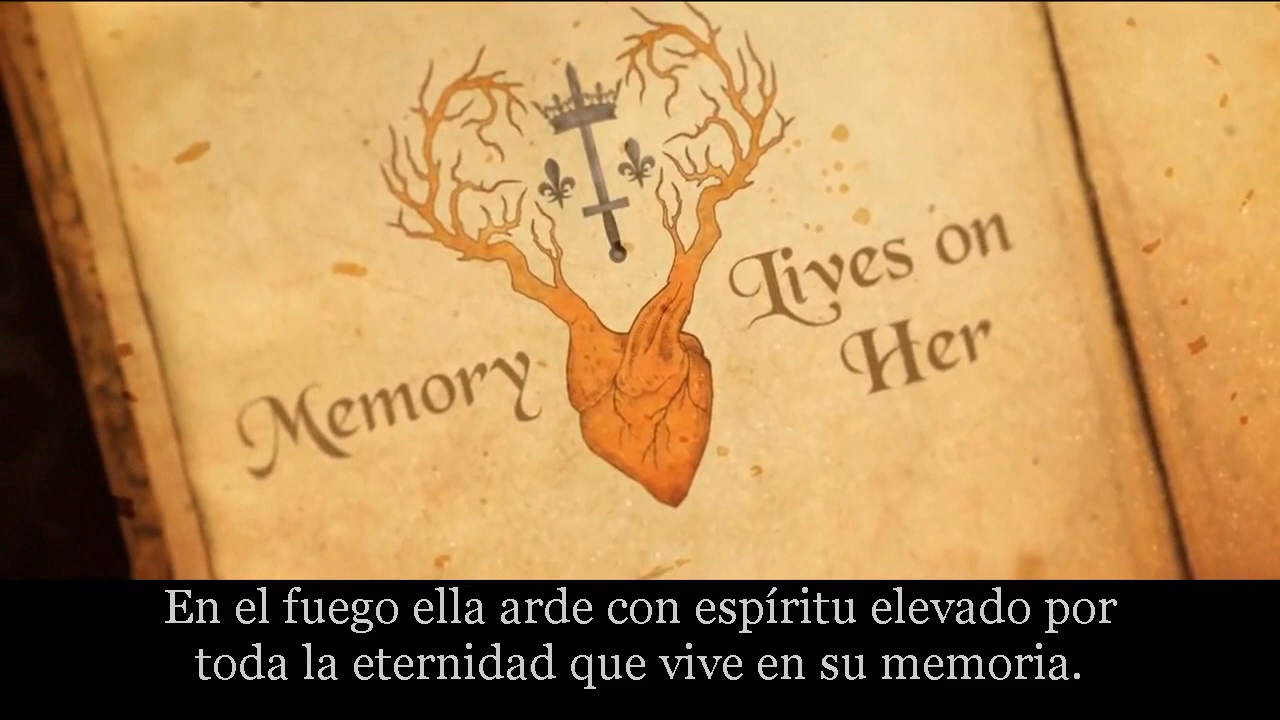 Lives on
Her
Memory
En el fuego ella arde con espíritu elevado por
toda la eternidad que vive en su memoria.